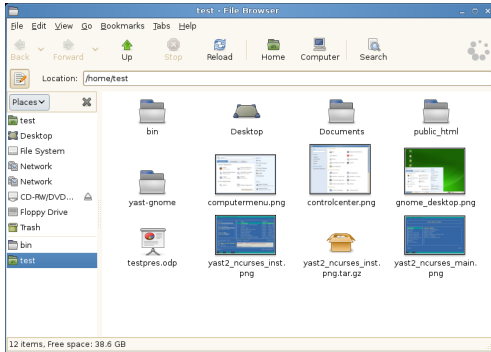 test - File Browser
File Edit View Go Bookmarks Tabs Help
Back Forward Up Stop Reload Home Computer Search
Location: /home/test
Places
test
Desktop
File System
Network
Network
CD-RW/DVD...
Floppy Drive
Trash
bin
test
bin Desktop Documents public_html
yast-gnome computermenu.png controlcenter.png gnome_desktop.png
testpres.odp yast2_ncurses_inst. yast2_ncurses_inst. yast2_ncurses_main.
png png.tar.gz png
12 items, Free space: 38.6 GB